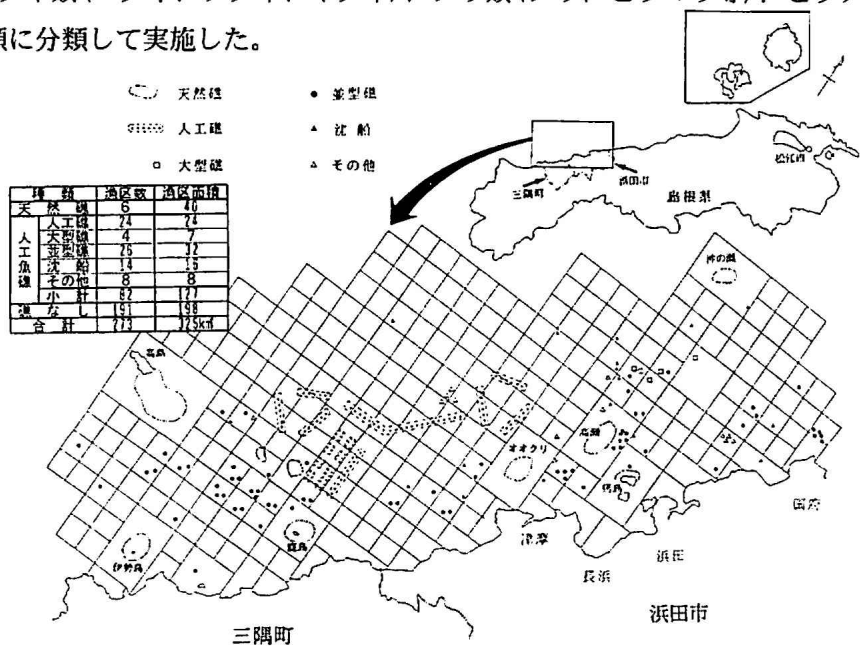 類に分類して実施した。
天然礁
並型礁
人工礁
沈船
大型礁
その他
種類 漁区数 漁区面積
天然礁 6 40
人工魚礁
人工礁 24 24
大型礁 4 7
並型礁 26 32
沈船 14 16
その他 8 8
小計 82 127
礁なし 191 198
合計 273 325km²
松江市
三隅町
浜田市
島根県
沖の瀬
高島
オオクリ
高瀬
国府
津摩
浜田
長浜
伊勢島
三隅町
浜田市